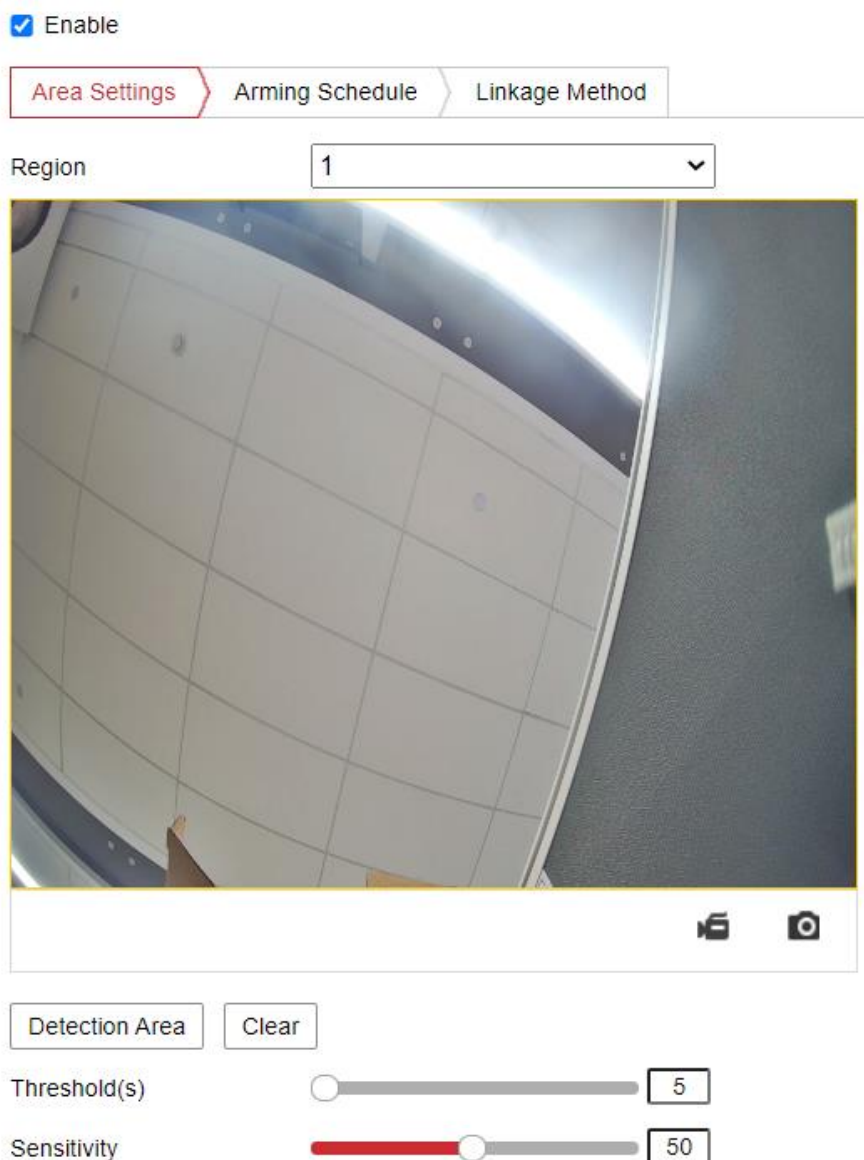 Enable
Area Settings Arming Schedule Linkage Method
Region 1
Detection Area Clear
Threshold(s) 5
Sensitivity 50